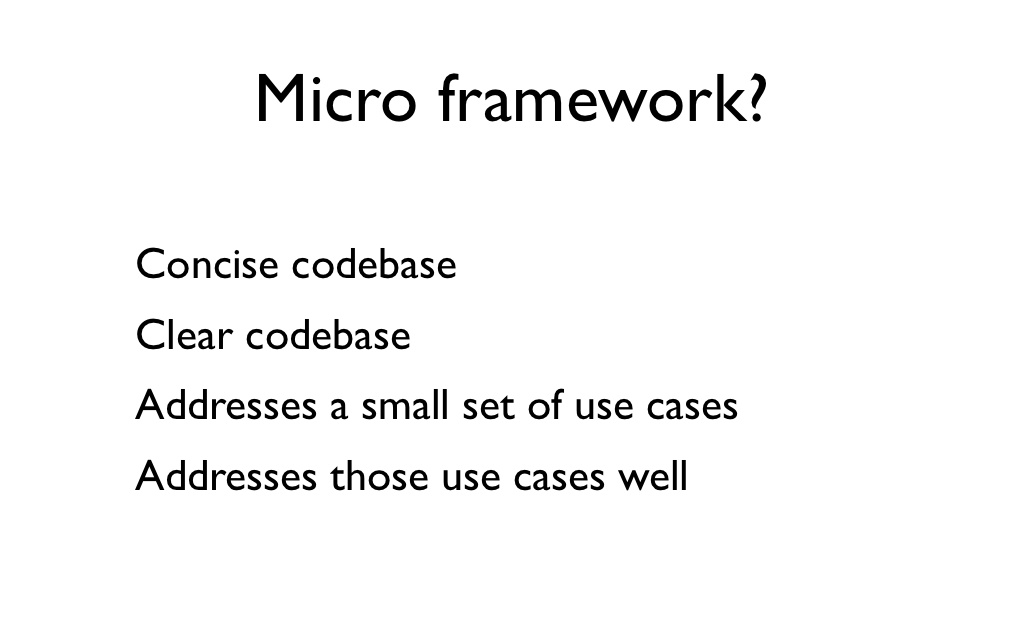 Micro framework?
Concise codebase
Clear codebase
Addresses a small set of use cases
Addresses those use cases well